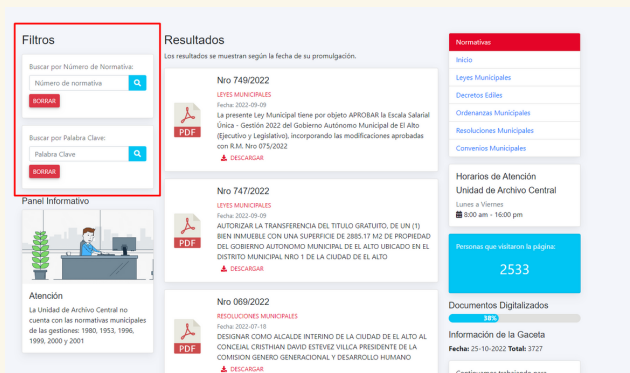 Filtros
Buscar por Número de Normativa:
Número de normativa
BORRAR
Buscar por Palabra Clave:
Palabra Clave
BORRAR
Panel Informativo
Atención
La Unidad de Archivo Central no
cuenta con las normativas municipales
de las gestiones: 1980, 1953, 1996,
1999, 2000 y 2001
Resultados
Los resultados se muestran según la fecha de su promulgación.
PDF
Nro 749/2022
LEYES MUNICIPALES
Fecha: 2022-09-09
La presente Ley Municipal tiene por objeto APROBAR la Escala Salarial
Única - Gestión 2022 del Gobierno Autónomo Municipal de El Alto
(Ejecutivo y Legislativo), incorporando las modificaciones aprobadas
con R.M. Nro 075/2022
DESCARGAR
PDF
Nro 747/2022
LEYES MUNICIPALES
Fecha: 2022-09-09
AUTORIZAR LA TRANSFERENCIA DEL TITULO GRATUITO, DE UN (1)
BIEN INMUEBLE CON UNA SUPERFICIE DE 2885.17 M2 DE PROPIEDAD
DEL GOBIERNO AUTONOMO MUNICIPAL DE EL ALTO UBICADO EN EL
DISTRITO MUNICIPAL NRO 1 DE LA CIUDAD DE EL ALTO
DESCARGAR
PDF
Nro 069/2022
RESOLUCIONES MUNICIPALES
Fecha: 2022-07-18
DESIGNAR COMO ALCALDE INTERINO DE LA CIUDAD DE EL ALTO AL
CONCEJAL CRISTHIAN DAVID ESTEVEZ VILLCA PRESIDENTE DE LA
COMISION GENERO GENERACIONAL Y DESARROLLO HUMANO
DESCARGAR
Normativas
Inicio
Leyes Municipales
Decretos Ediles
Ordenanzas Municipales
Resoluciones Municipales
Convenios Municipales
Horarios de Atención
Unidad de Archivo Central
Lunes a Viernes
8:00 am - 16:00 pm
Personas que visitaron la página:
2533
Documentos Digitalizados
38%
Información de la Gaceta
Fecha: 25-10-2022 Total: 3727
Continuamos trabajando para